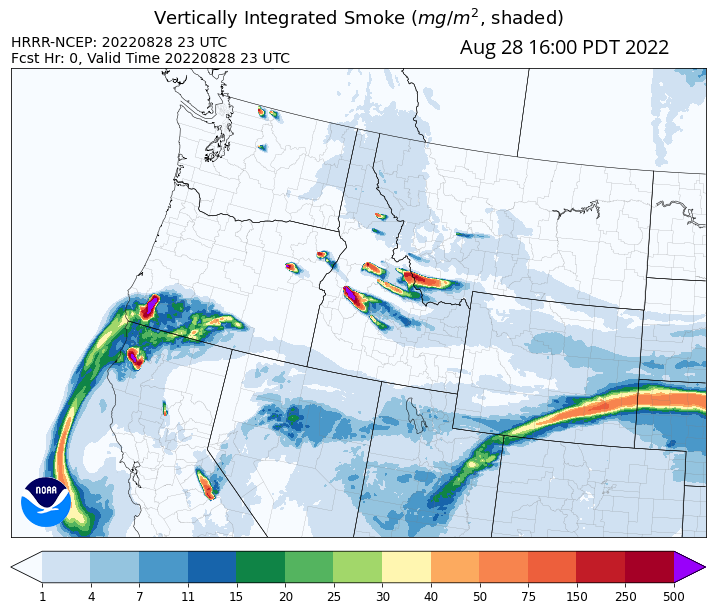 Vertically Integrated Smoke (mg/m², shaded)
HRRR-NCEP: 20220828 23 UTC
Fcst Hr: 0, Valid Time 20220828 23 UTC
Aug 28 16:00 PDT 2022
NOAA
1 4 7 11 15 20 25 30 40 50 75 150 250 500